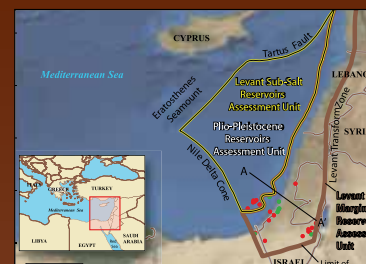 CYPRUS
Tartus Fault
Mediterranean Sea
Levant Sub-Salt
Reservoirs
Assessment Unit
LEBANO
Eratosthenes
Seamount
Plio-Pleistocene
Reservoirs
Assessment Unit
Levant Transform Zone
SYRI
Nile Delta Cone
A
A'
Levant
Margin
Reserv
Assess
Unit
ISRAEL
Limit of
ITALY
GREECE
TURKEY
Mediterranean Sea
LIBYA
EGYPT
SAUDI
ARABIA
Red
Sea